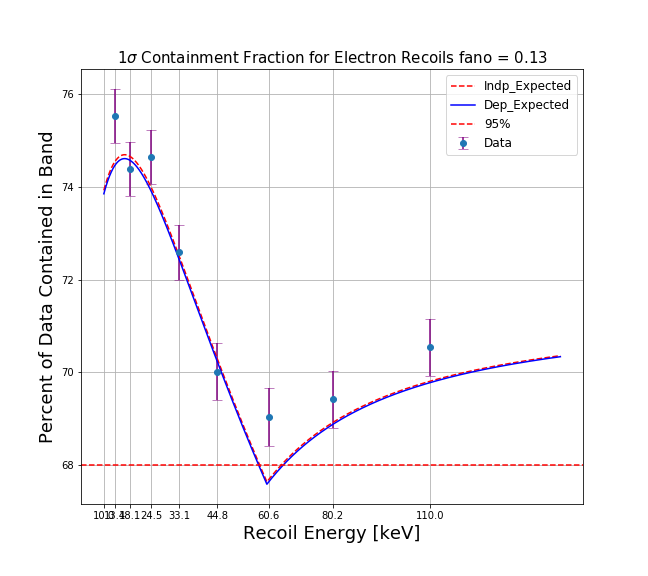 1σ Containment Fraction for Electron Recoils fano = 0.13
Indp_Expected
Dep_Expected
95%
Data
Percent of Data Contained in Band
76
74
72
70
68
24.5 33.1 44.8 60.6 80.2 110.0
Recoil Energy [keV]